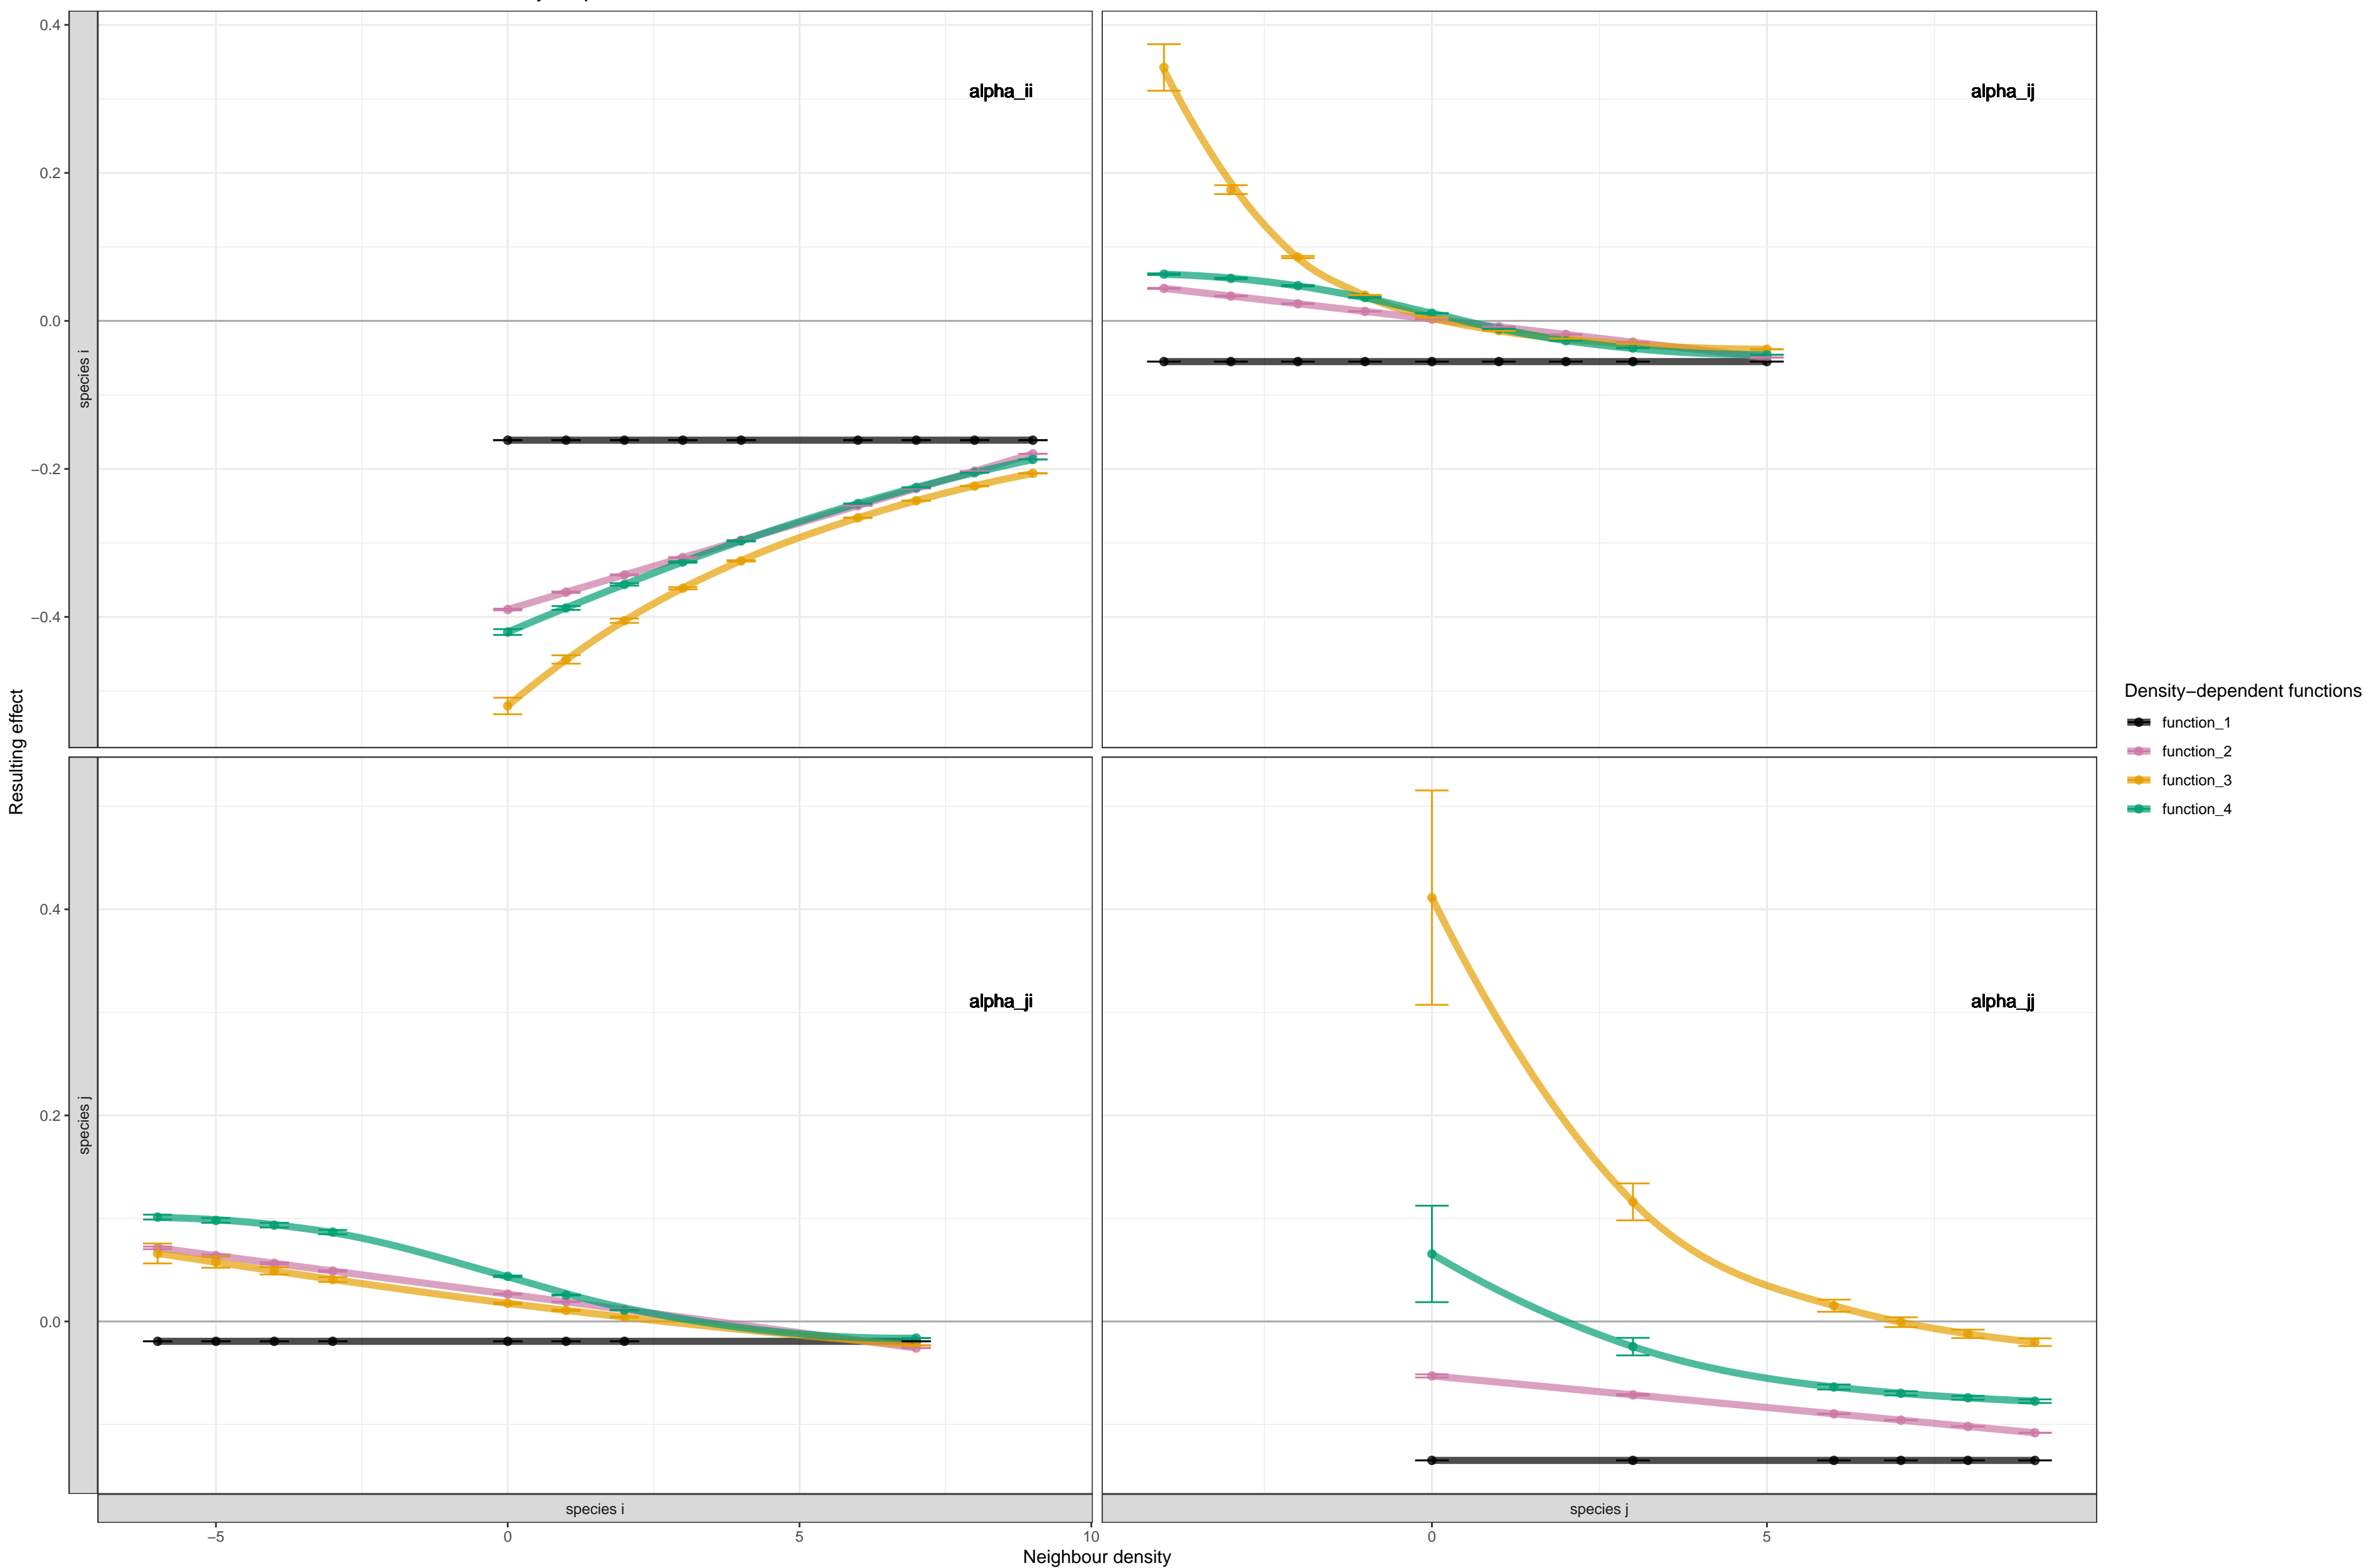 0.4
0.2
0.0
−0.2
−0.4
species i
alpha_ii
alpha_ij
Resulting effect
0.4
0.2
0.0
species j
alpha_ji
alpha_jj
species i
species j
−5
0
5
10
0
5
Neighbour density
Density−dependent functions
function_1
function_2
function_3
function_4